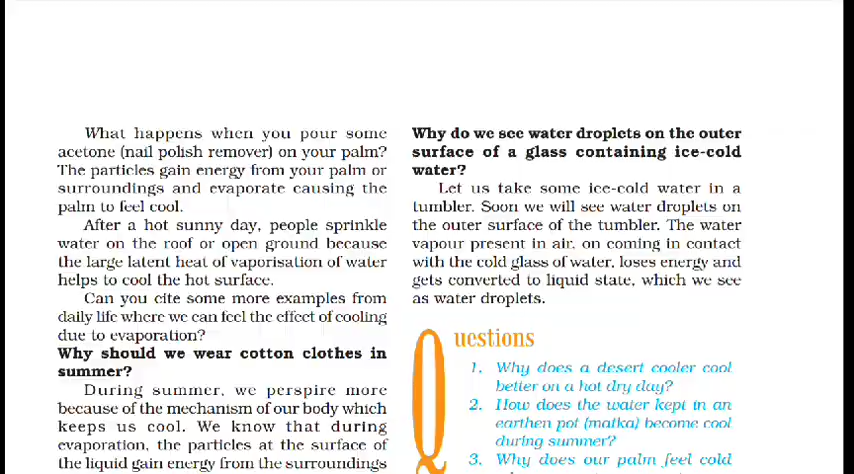 What happens when you pour some
acetone (nail polish remover) on your palm?
The particles gain energy from your palm or
surroundings and evaporate causing the
palm to feel cool.
After a hot sunny day, people sprinkle
water on the roof or open ground because
the large latent heat of vaporisation of water
helps to cool the hot surface.
Can you cite some more examples from
daily life where we can feel the effect of cooling
due to evaporation?
Why should we wear cotton clothes in
summer?
During summer, we perspire more
because of the mechanism of our body which
keeps us cool. We know that during
evaporation, the particles at the surface of
the liquid gain energy from the surroundings
Why do we see water droplets on the outer
surface of a glass containing ice-cold
water?
Let us take some ice-cold water in a
tumbler. Soon we will see water droplets on
the outer surface of the tumbler. The water
vapour present in air, on coming in contact
with the cold glass of water, loses energy and
gets converted to liquid state, which we see
as water droplets.
Questions
1. Why does a desert cooler cool
better on a hot dry day?
2. How does the water kept in an
earthen pot (matka) become cool
during summer?
3. Why does our palm feel cold